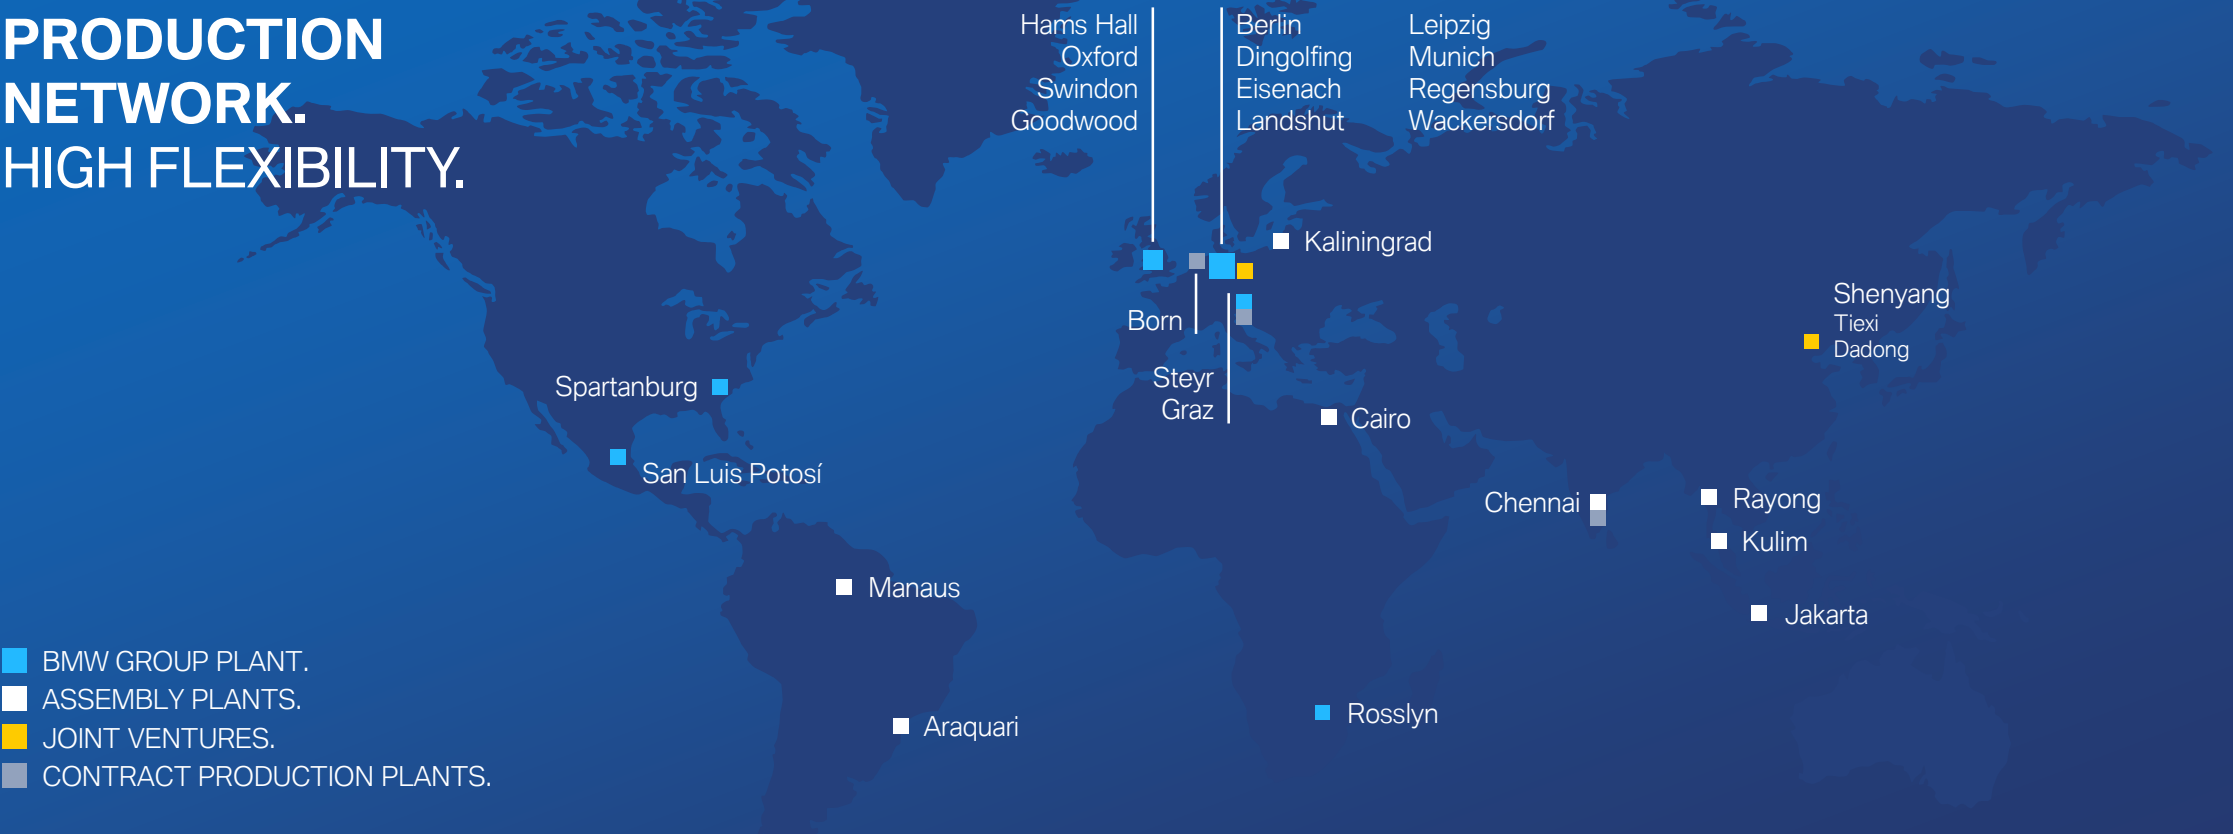 PRODUCTION
NETWORK.
HIGH FLEXIBILITY.
Hams Hall
Oxford
Swindon
Goodwood
Berlin
Dingolfing
Eisenach
Landshut
Leipzig
Munich
Regensburg
Wackersdorf
Kaliningrad
Born
Steyr
Graz
Shenyang
Tiexi
Dadong
Spartanburg
Cairo
San Luis Potosí
Chennai
Rayong
Kulim
Manaus
Jakarta
Rosslyn
Araquari
BMW GROUP PLANT.
ASSEMBLY PLANTS.
JOINT VENTURES.
CONTRACT PRODUCTION PLANTS.